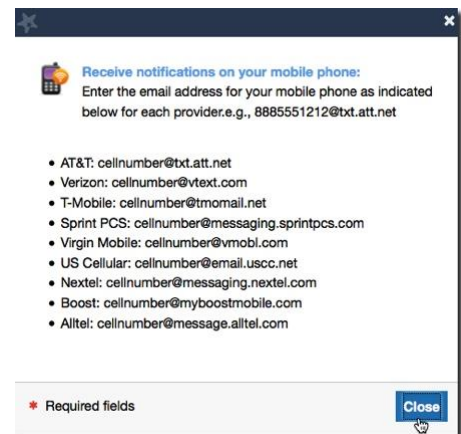 Receive notifications on your mobile phone:
Enter the email address for your mobile phone as indicated
below for each provider.e.g., 8885551212@txt.att.net
• AT&T: cellnumber@txt.att.net
• Verizon: cellnumber@vtext.com
• T-Mobile: cellnumber@tmomail.net
• Sprint PCS: cellnumber@messaging.sprintpcs.com
• Virgin Mobile: cellnumber@vmobl.com
• US Cellular: cellnumber@email.uscc.net
• Nextel: cellnumber@messaging.nextel.com
• Boost: cellnumber@myboostmobile.com
• Alltel: cellnumber@message.alltel.com
* Required fields
Close